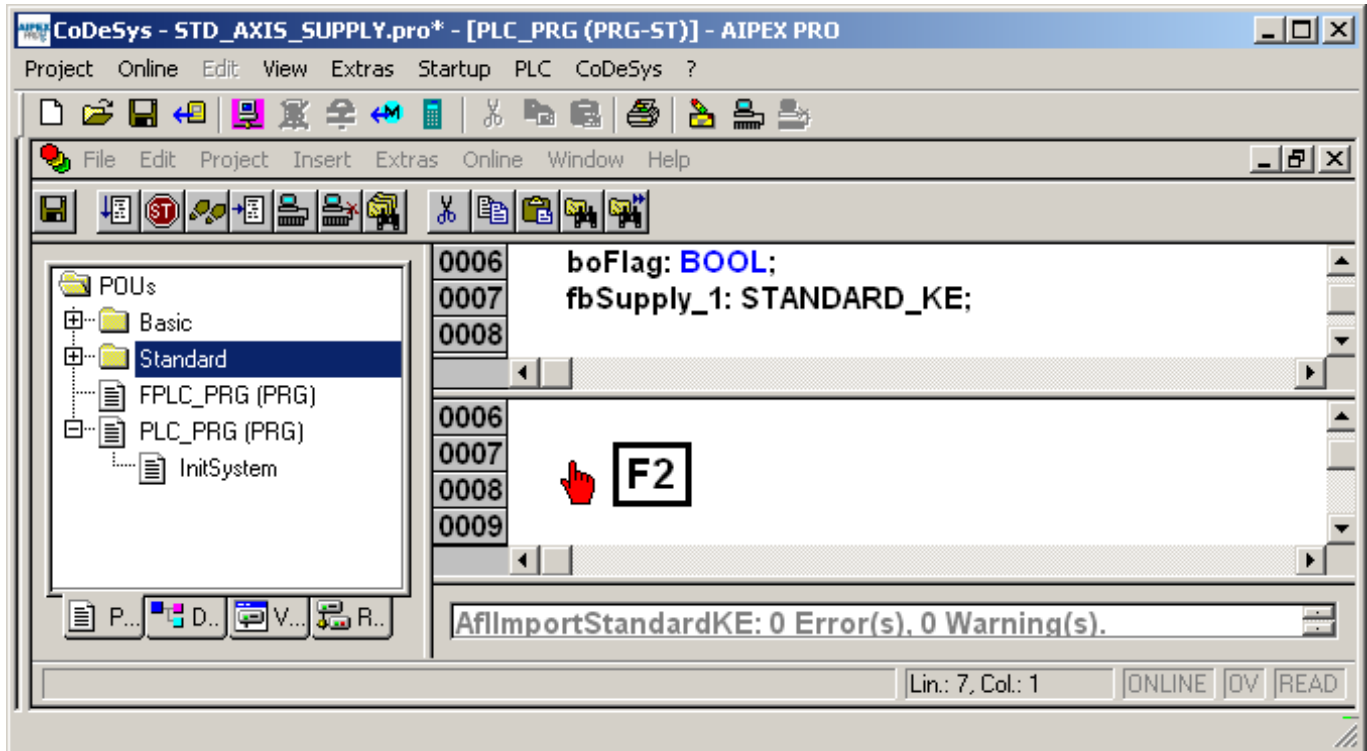 CoDeSys - STD_AXIS_SUPPLY.pro* - [PLC_PRG (PRG-ST)] - AIPEX PRO
Project Online Edit View Extras Startup PLC CoDeSys ?
File Edit Project Insert Extras Online Window Help
POUs
Basic
Standard
FPLC_PRG (PRG)
PLC_PRG (PRG)
InitSystem
P... D.. V... R..
0006 boFlag: BOOL;
0007 fbSupply_1: STANDARD_KE;
0008
0006
0007
F2
0008
0009
AflImportStandardKE: 0 Error(s), 0 Warning(s).
Lin.: 7, Col.: 1 ONLINE OV READ